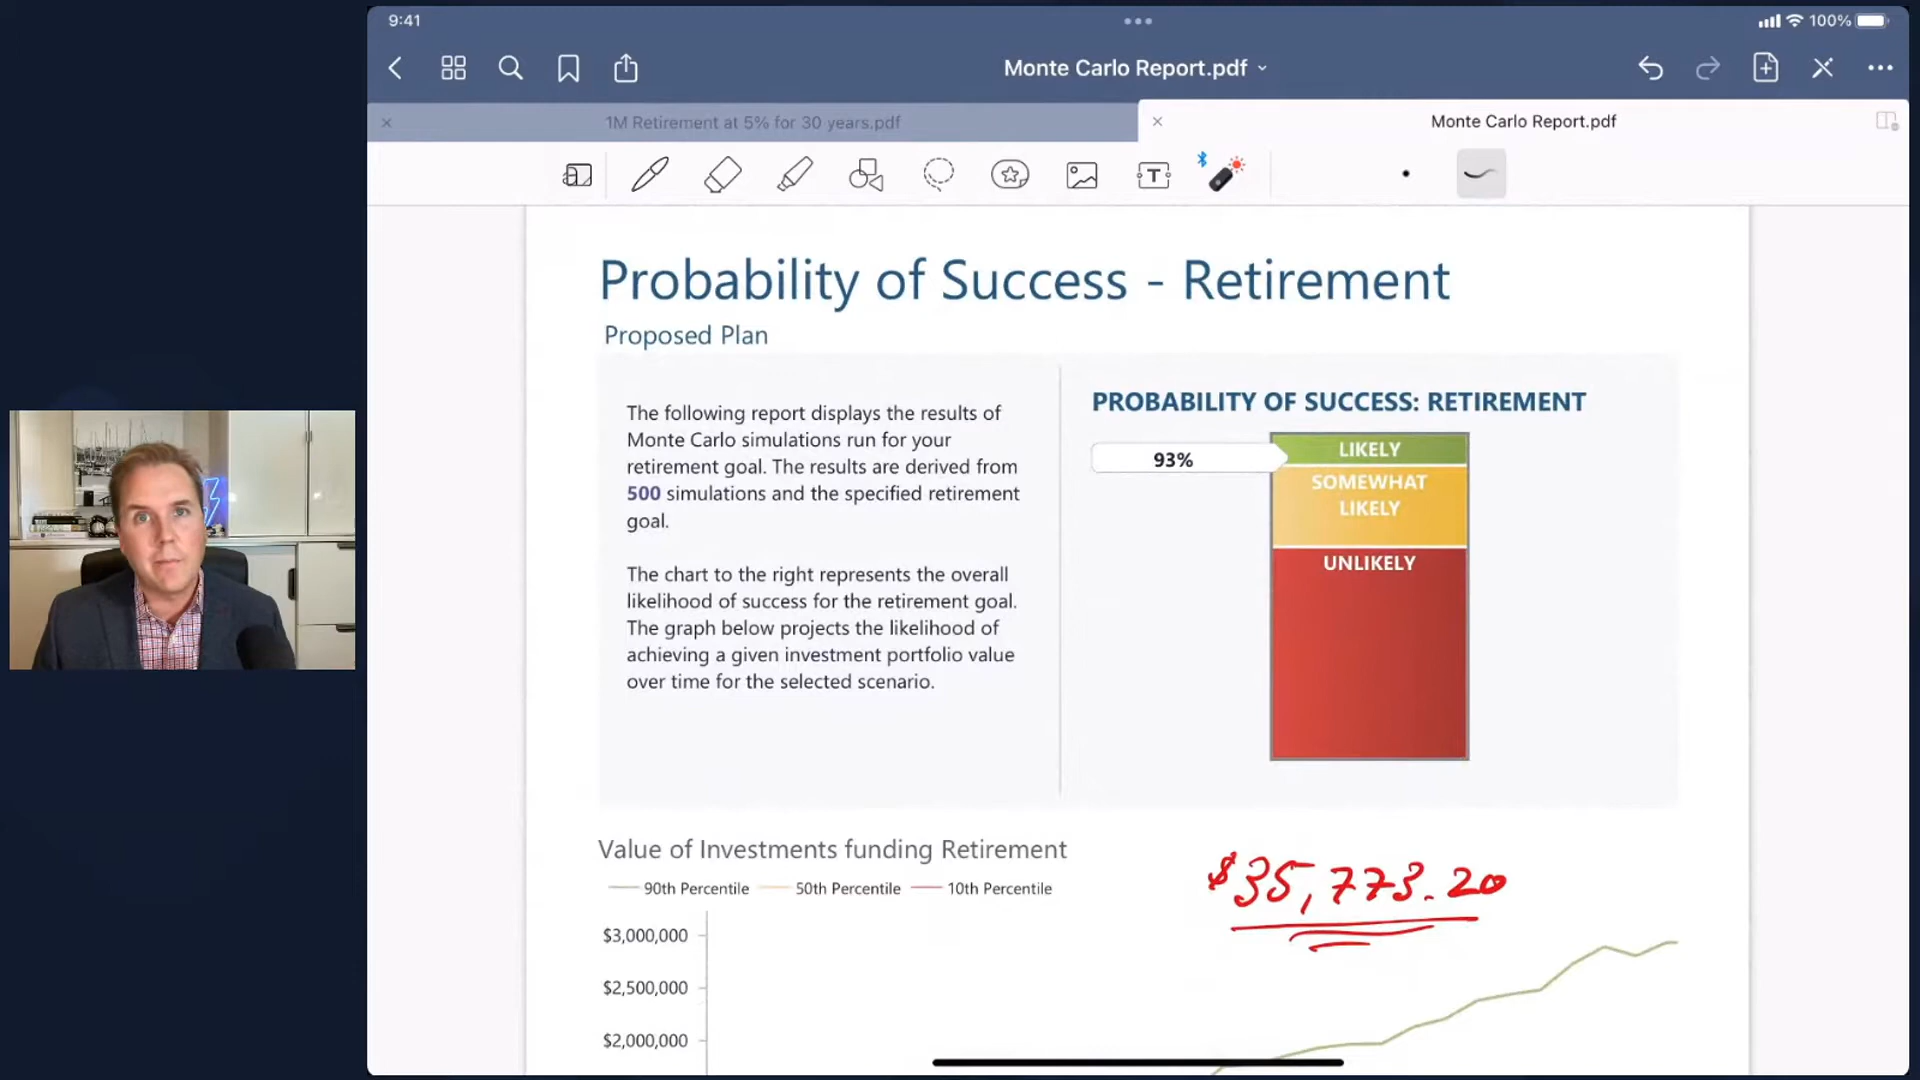 9:41
100%
Monte Carlo Report.pdf
1M Retirement at 5% for 30 years.pdf
Monte Carlo Report.pdf
T
Probability of Success - Retirement
Proposed Plan
The following report displays the results of
Monte Carlo simulations run for your
retirement goal. The results are derived from
500 simulations and the specified retirement
goal.
The chart to the right represents the overall
likelihood of success for the retirement goal.
The graph below projects the likelihood of
achieving a given investment portfolio value
over time for the selected scenario.
PROBABILITY OF SUCCESS: RETIREMENT
93%
LIKELY
SOMEWHAT
LIKELY
UNLIKELY
Value of Investments funding Retirement
90th Percentile 50th Percentile 10th Percentile
$35,773.20
$3,000,000
$2,500,000
$2,000,000